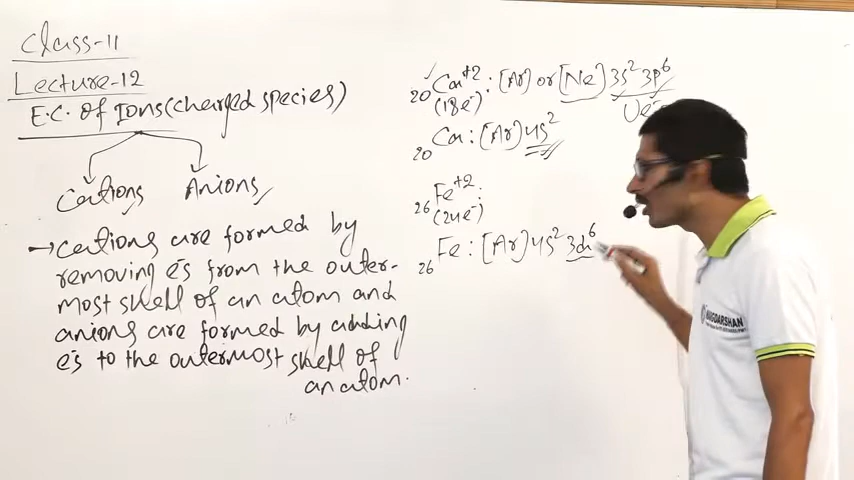 Class-11
Lecture-12
E.C. of Ions (charged species)
Cations Anions
→ Cations are formed by
removing e⁻s from the outer-
most shell of an atom and
anions are formed by adding
e⁻s to the outermost shell of
an atom.
✓
₂₀Ca⁺² : [Ar] or [Ne] 3s² 3p⁶
(18e⁻)
₂₀Ca : [Ar] 4s²
₂₆Fe⁺² :
(24e⁻)
₂₆Fe : [Ar] 4s² 3d⁶
MAGDARSHAN